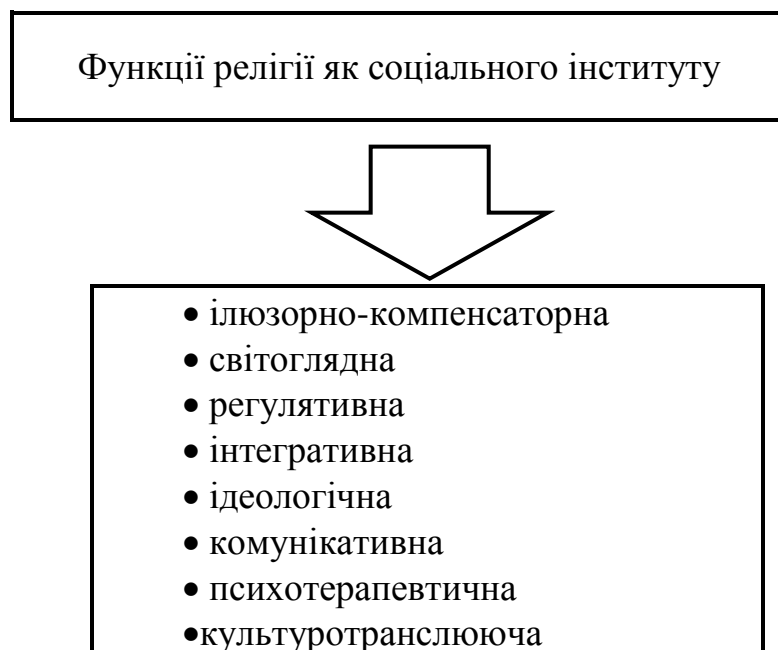 Функції релігії як соціального інституту
• ілюзорно-компенсаторна
• світоглядна
• регулятивна
• інтегративна
• ідеологічна
• комунікативна
• психотерапевтична
•культуротранслююча